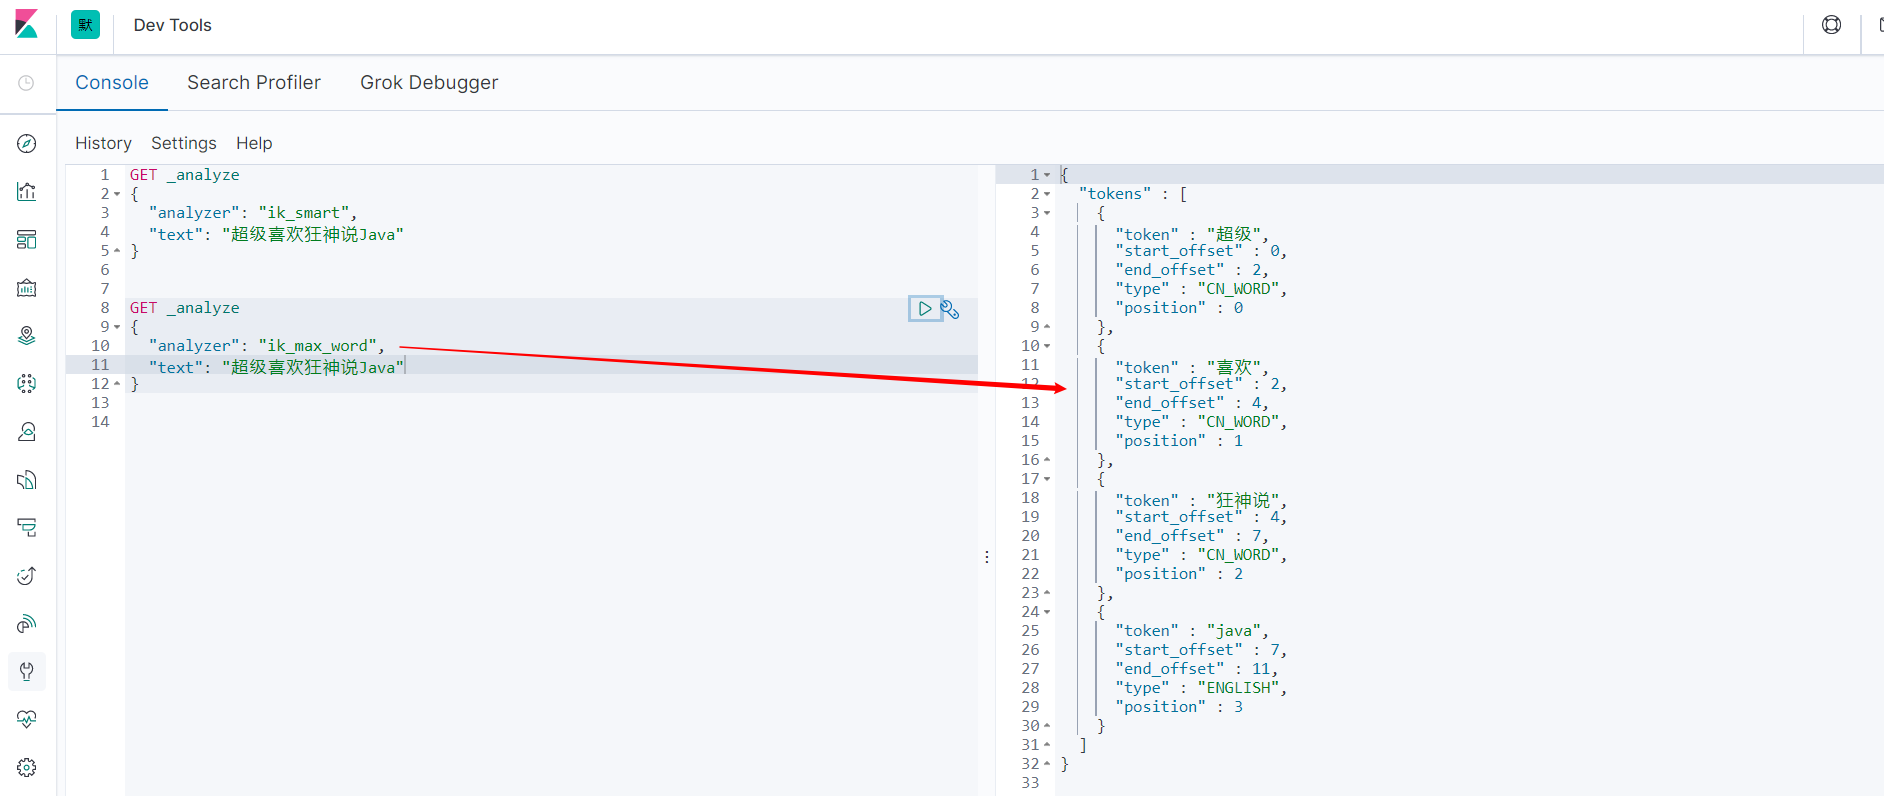 默
Dev Tools
Console
Search Profiler
Grok Debugger
History
Settings
Help
1 GET _analyze
2 {
3 "analyzer": "ik_smart",
4 "text": "超级喜欢狂神说Java"
5 }
6
7
8 GET _analyze
9 {
10 "analyzer": "ik_max_word",
11 "text": "超级喜欢狂神说Java"
12 }
13
14
1 {
2 "tokens" : [
3 {
4 "token" : "超级",
5 "start_offset" : 0,
6 "end_offset" : 2,
7 "type" : "CN_WORD",
8 "position" : 0
9 },
10 {
11 "token" : "喜欢",
12 "start_offset" : 2,
13 "end_offset" : 4,
14 "type" : "CN_WORD",
15 "position" : 1
16 },
17 {
18 "token" : "狂神说",
19 "start_offset" : 4,
20 "end_offset" : 7,
21 "type" : "CN_WORD",
22 "position" : 2
23 },
24 {
25 "token" : "java",
26 "start_offset" : 7,
27 "end_offset" : 11,
28 "type" : "ENGLISH",
29 "position" : 3
30 }
31 ]
32 }
33